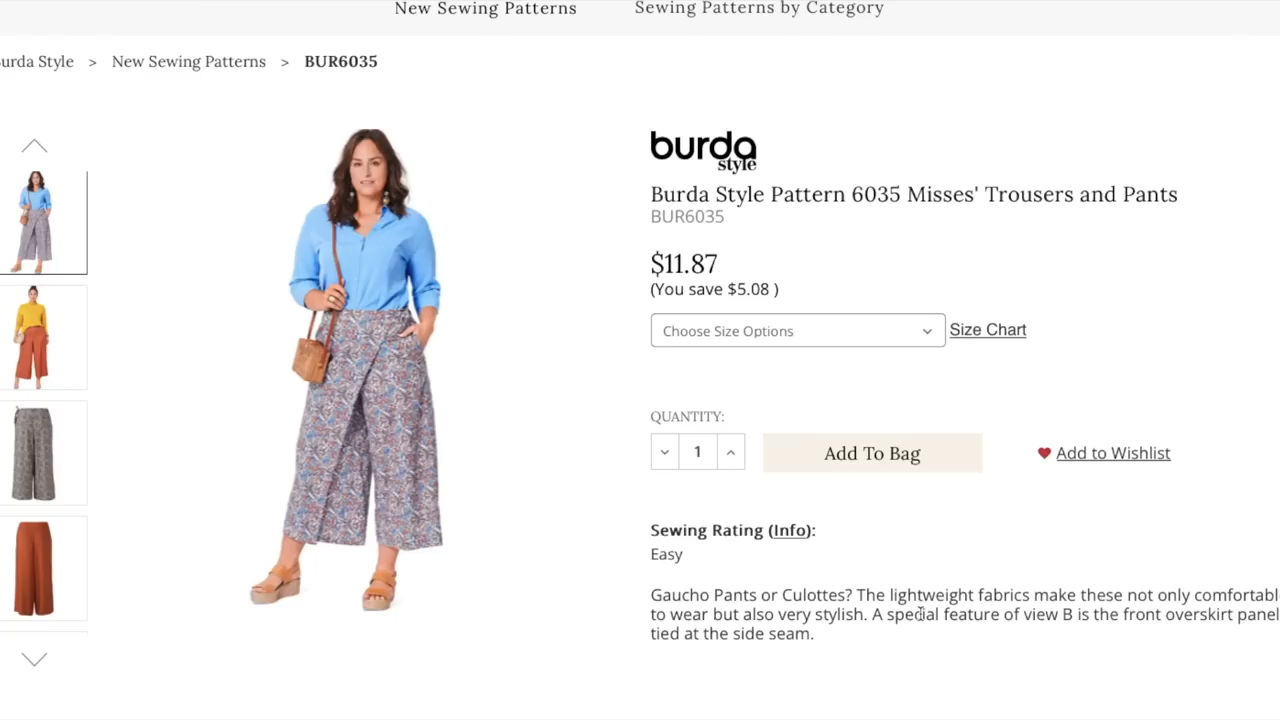 New Sewing Patterns Sewing Patterns by Category
urda Style > New Sewing Patterns > BUR6035
burda
style
Burda Style Pattern 6035 Misses' Trousers and Pants
BUR6035
$11.87
(You save $5.08 )
Choose Size Options Size Chart
QUANTITY:
1 Add To Bag Add to Wishlist
Sewing Rating (Info):
Easy
Gaucho Pants or Culottes? The lightweight fabrics make these not only comfortabl
to wear but also very stylish. A special feature of view B is the front overskirt panel
tied at the side seam.